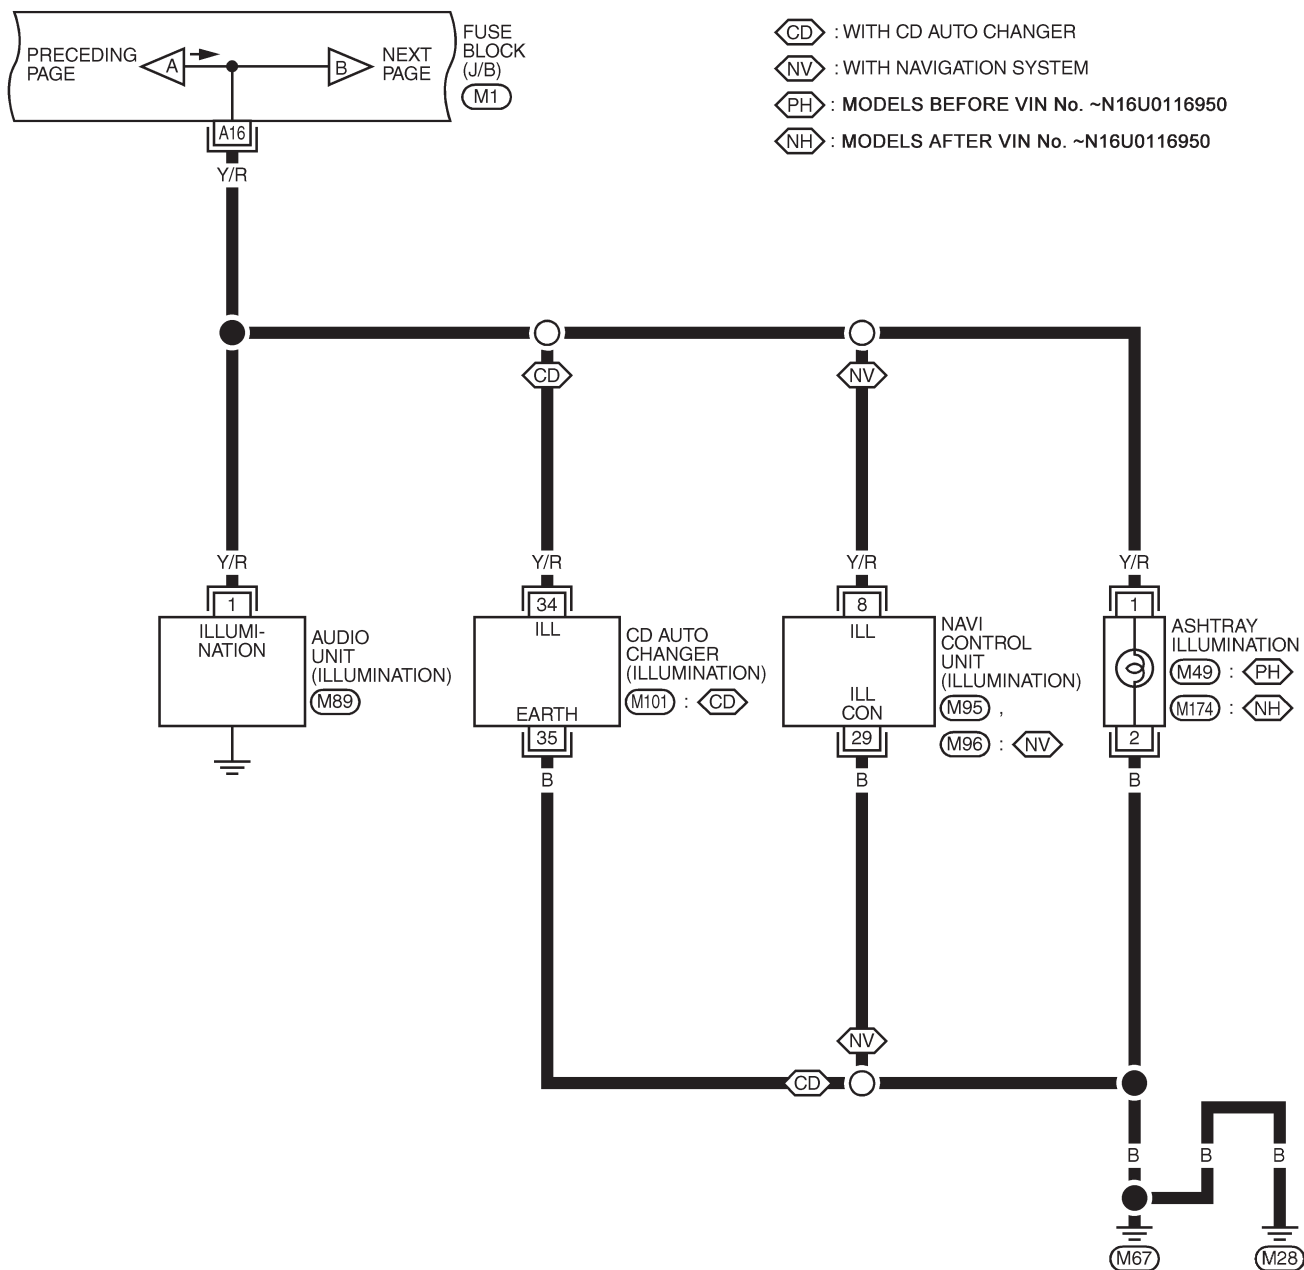 PRECEDING
PAGE
A
B
NEXT
PAGE
FUSE
BLOCK
(J/B)
M1
A16
Y/R
CD : WITH CD AUTO CHANGER
NV : WITH NAVIGATION SYSTEM
PH : MODELS BEFORE VIN No. ~N16U0116950
NH : MODELS AFTER VIN No. ~N16U0116950
CD
NV
Y/R
Y/R
Y/R
Y/R
1
34
8
1
ILLUMI-
NATION
AUDIO
UNIT
(ILLUMINATION)
M89
ILL
EARTH
CD AUTO
CHANGER
(ILLUMINATION)
M101 : CD
ILL
ILL
CON
NAVI
CONTROL
UNIT
(ILLUMINATION)
M95 ,
M96 : NV
ASHTRAY
ILLUMINATION
M49 : PH
M174 : NH
35
29
2
B
B
B
NV
CD
B
B
B
M67
M28